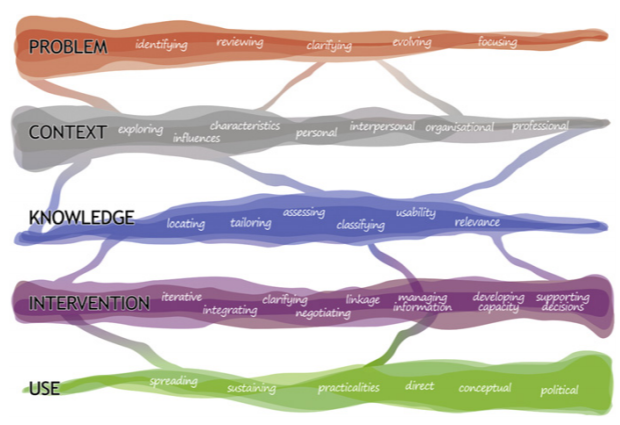 PROBLEM
identifying
reviewing
clarifying
evolving
focusing
CONTEXT
exploring
influences
characteristics
personal
interpersonal
organisational
professional
KNOWLEDGE
locating
tailoring
assessing
classifying
usability
relevance
INTERVENTION
iterative
integrating
clarifying
negotiating
linkage
managing
information
developing
capacity
supporting
decisions
USE
spreading
sustaining
practicalities
direct
conceptual
political